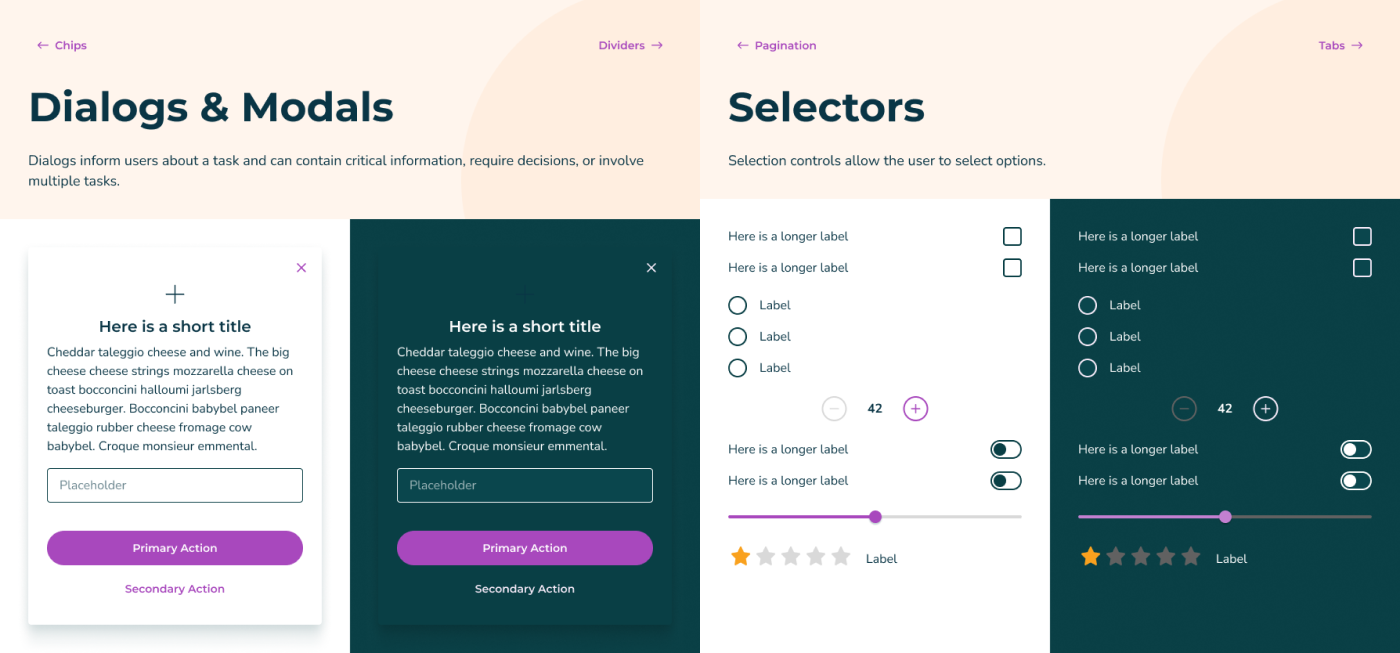 ← Chips
Dividers →
Dialogs & Modals
Dialogs inform users about a task and can contain critical information, require decisions, or involve
multiple tasks.
Here is a short title
Cheddar taleggio cheese and wine. The big
cheese cheese strings mozzarella cheese on
toast bocconcini halloumi jarlsberg
cheeseburger. Bocconcini babybel paneer
taleggio rubber cheese fromage cow
babybel. Croque monsieur emmental.
Placeholder
Primary Action
Secondary Action
Here is a short title
Cheddar taleggio cheese and wine. The big
cheese cheese strings mozzarella cheese on
toast bocconcini halloumi jarlsberg
cheeseburger. Bocconcini babybel paneer
taleggio rubber cheese fromage cow
babybel. Croque monsieur emmental.
Placeholder
Primary Action
Secondary Action
← Pagination
Tabs →
Selectors
Selection controls allow the user to select options.
Here is a longer label
Here is a longer label
Label
Label
Label
42
Here is a longer label
Here is a longer label
Label
Here is a longer label
Here is a longer label
Label
Label
Label
42
Here is a longer label
Here is a longer label
Label